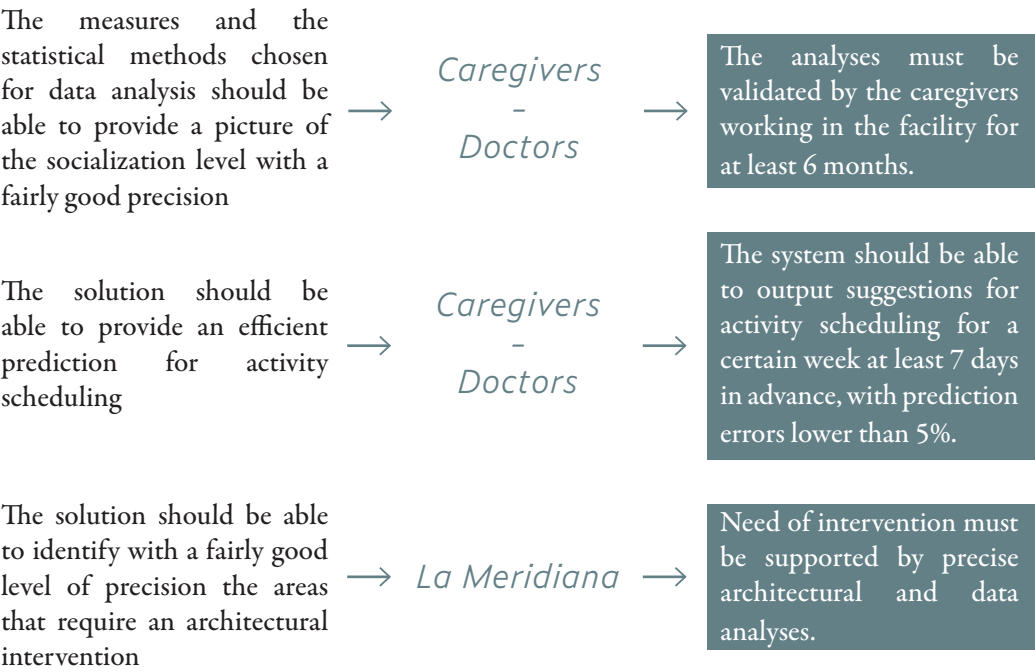 The measures and the
statistical methods chosen
for data analysis should be
able to provide a picture of
the socialization level with a
fairly good precision
Caregivers
–
Doctors
The analyses must be
validated by the caregivers
working in the facility for
at least 6 months.
The solution should be
able to provide an efficient
prediction for activity
scheduling
Caregivers
–
Doctors
The system should be able
to output suggestions for
activity scheduling for a
certain week at least 7 days
in advance, with prediction
errors lower than 5%.
The solution should be able
to identify with a fairly good
level of precision the areas
that require an architectural
intervention
La Meridiana
Need of intervention must
be supported by precise
architectural and data
analyses.